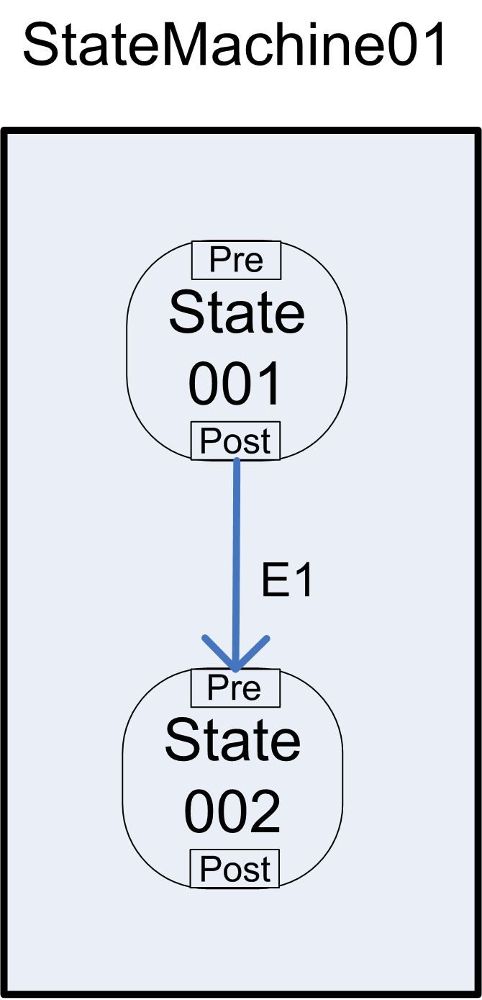 StateMachine01
Pre
State
001
Post
E1
Pre
State
002
Post